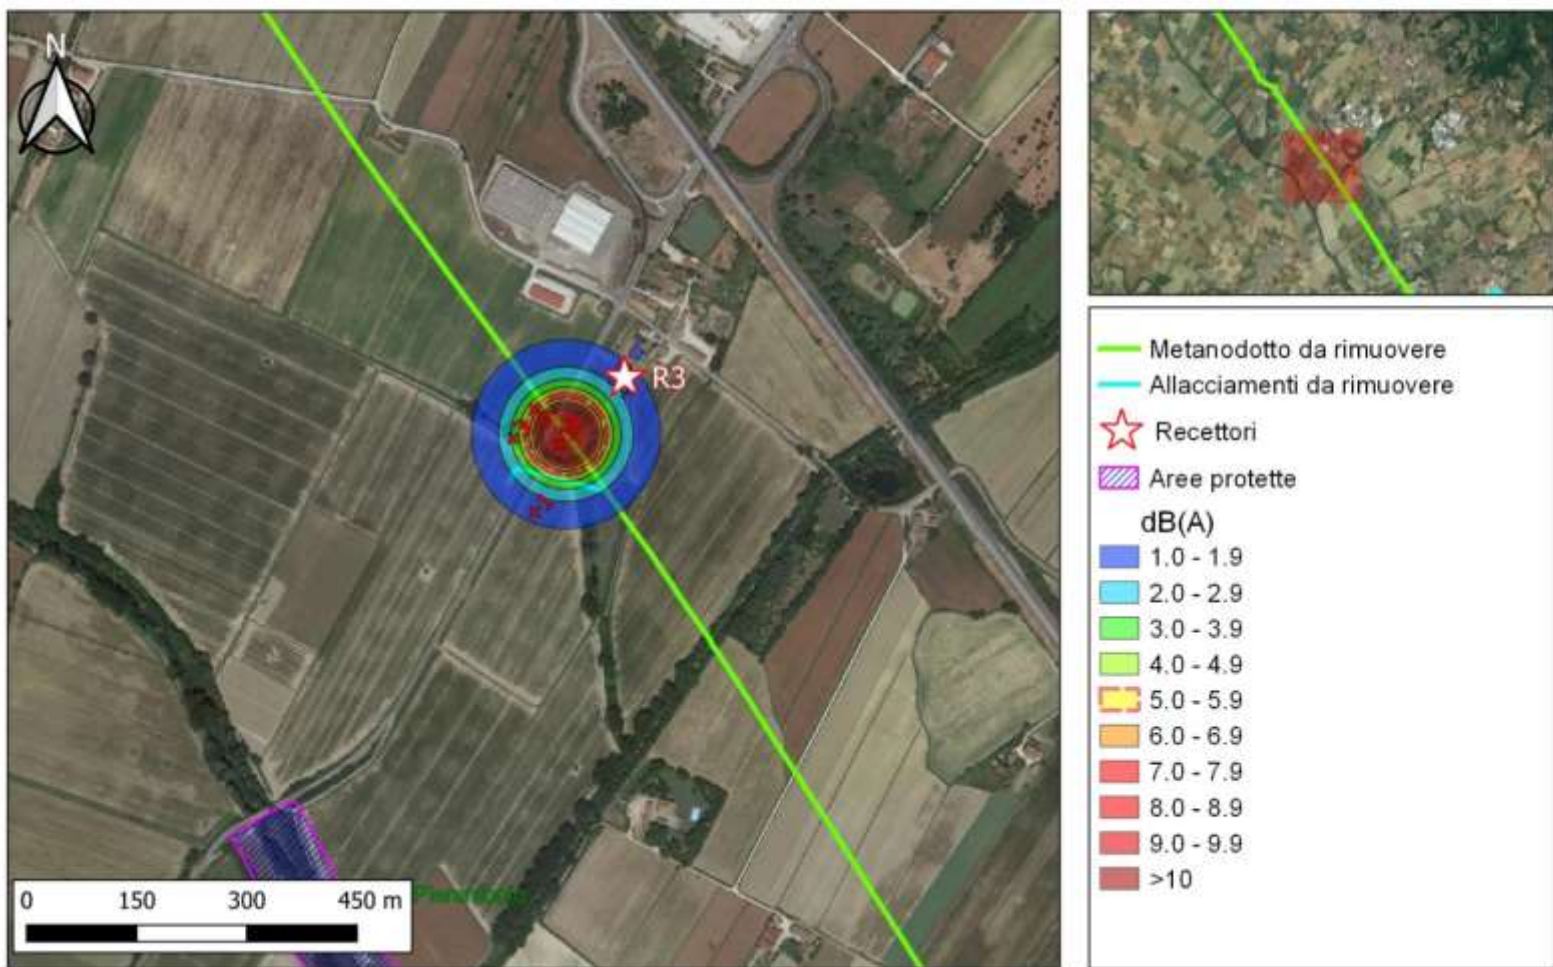 N
R3
0 150 300 450 m
Metanodotto da rimuovere
Allacciamenti da rimuovere
Recettori
Aree protette
dB(A)
1.0 - 1.9
2.0 - 2.9
3.0 - 3.9
4.0 - 4.9
5.0 - 5.9
6.0 - 6.9
7.0 - 7.9
8.0 - 8.9
9.0 - 9.9
>10